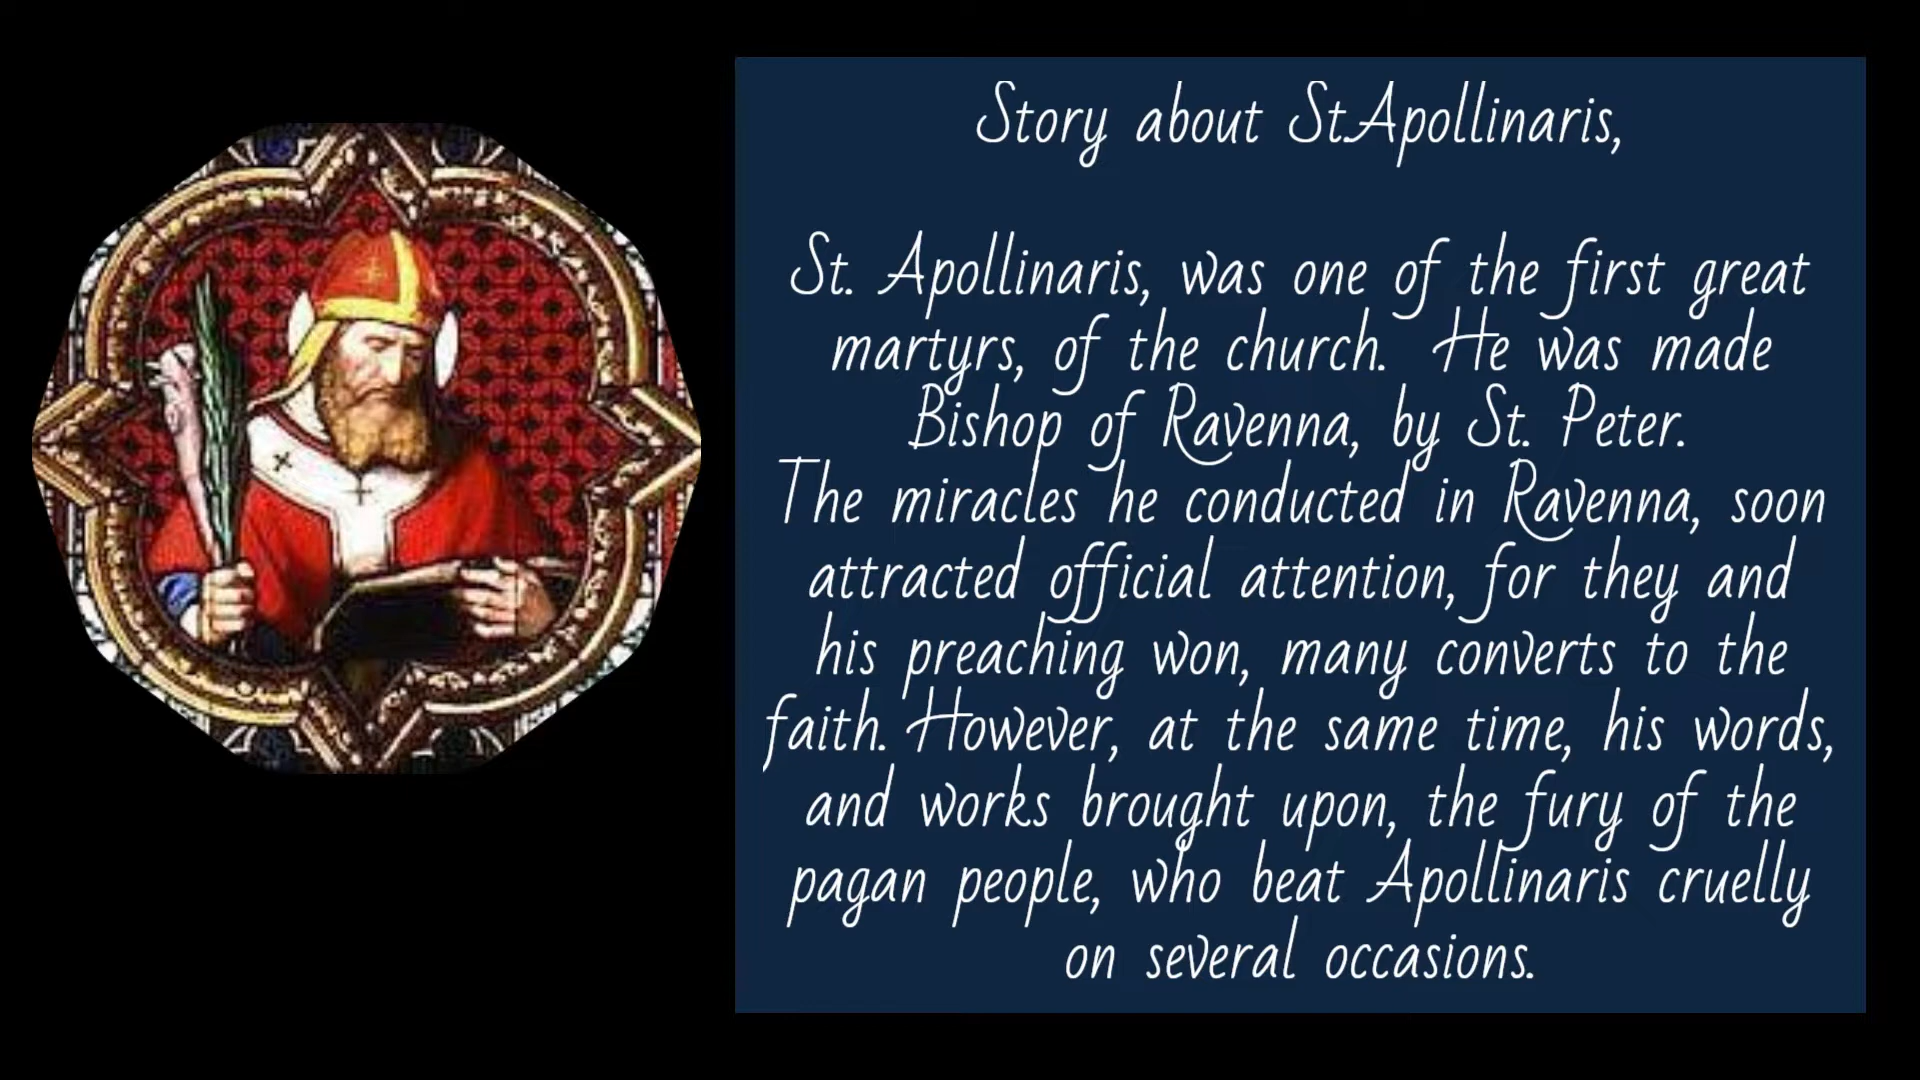 Story about St.Apollinaris,
St. Apollinaris, was one of the first great
martyrs, of the church. He was made
Bishop of Ravenna, by St. Peter.
The miracles he conducted in Ravenna, soon
attracted official attention, for they and
his preaching won, many converts to the
faith. However, at the same time, his words,
and works brought upon, the fury of the
pagan people, who beat Apollinaris cruelly
on several occasions.